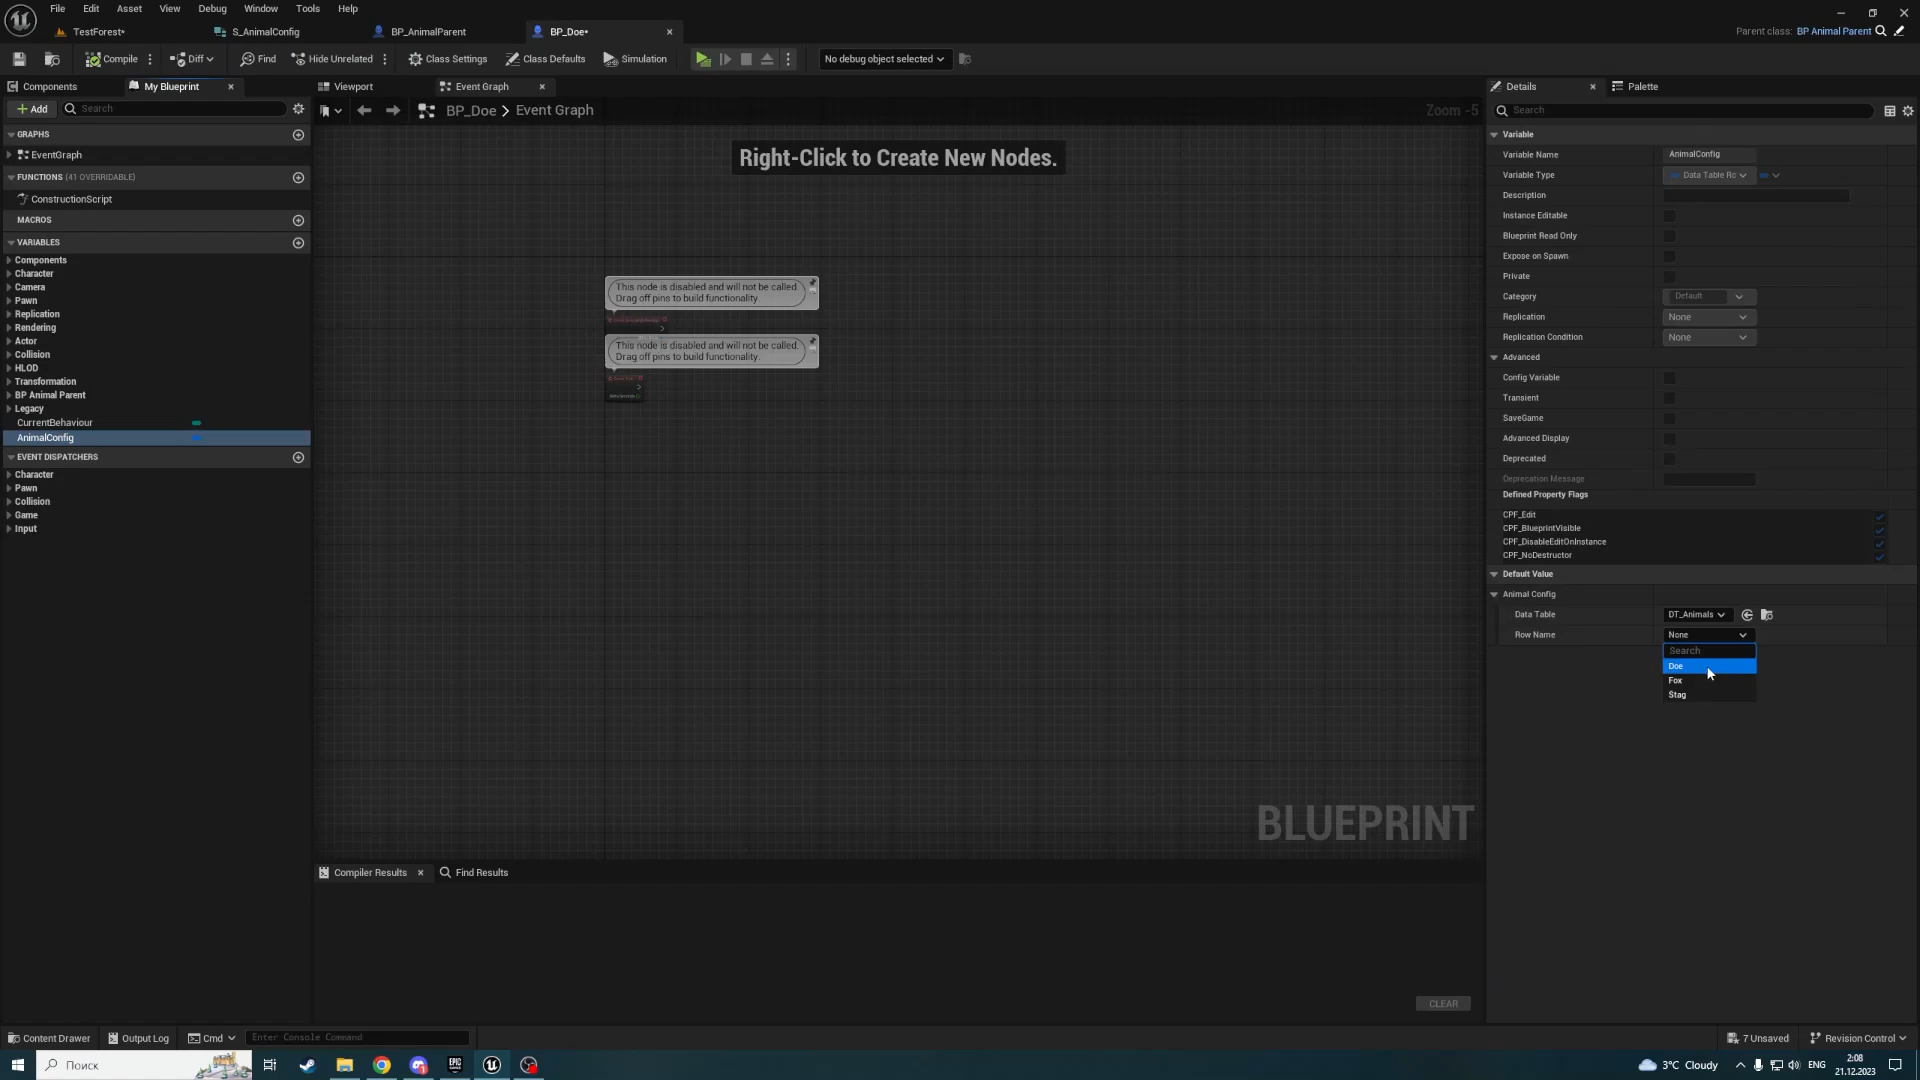 File Edit Asset View Debug Window Tools Help
TestForest* S_AnimalConfig BP_AnimalParent BP_Doe*
Parent class: BP Animal Parent
Compile Diff Find Hide Unrelated Class Settings Class Defaults Simulation No debug object selected
Components My Blueprint Viewport Event Graph Details Palette
Add Search
BP_Doe > Event Graph
Zoom -5
Search
Right-Click to Create New Nodes.
GRAPHS
EventGraph
FUNCTIONS (41 OVERRIDABLE)
ConstructionScript
MACROS
VARIABLES
Components
Character
Camera
Pawn
Replication
Rendering
Actor
Collision
HLOD
Transformation
BP Animal Parent
Legacy
CurrentBehaviour
AnimalConfig
EVENT DISPATCHERS
Character
Pawn
Collision
Game
Input
This node is disabled and will not be called.
Drag off pins to build functionality.
This node is disabled and will not be called.
Drag off pins to build functionality.
BLUEPRINT
Variable
Variable Name AnimalConfig
Variable Type Data Table Rc
Description
Instance Editable
Blueprint Read Only
Expose on Spawn
Private
Category Default
Replication None
Replication Condition None
Advanced
Config Variable
Transient
SaveGame
Advanced Display
Deprecated
Deprecation Message
Defined Property Flags
CPF_Edit
CPF_BlueprintVisible
CPF_DisableEditOnInstance
CPF_NoDestructor
Default Value
Animal Config
Data Table DT_Animals
Row Name None
Search
Doe
Fox
Stag
Compiler Results Find Results
CLEAR
Content Drawer Output Log Cmd Enter Console Command 7 Unsaved Revision Control
Поиск
EPIC GAMES
3°C Cloudy ENG
2:08
21.12.2023